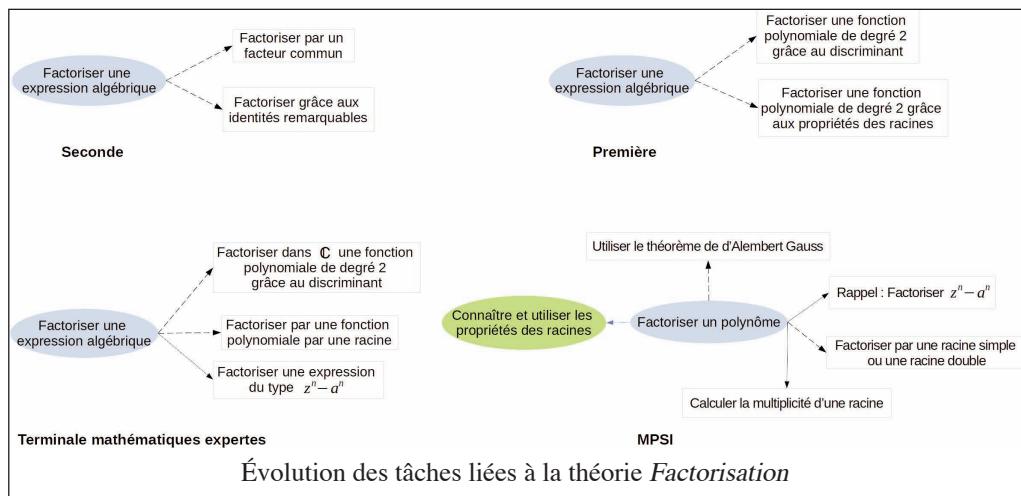 Factoriser une
expression algébrique
Factoriser par un
facteur commun
Factoriser grâce aux
identités remarquables
Seconde
Factoriser une
expression algébrique
Factoriser une fonction
polynomiale de degré 2
grâce au discriminant
Factoriser une fonction
polynomiale de degré 2 grâce
aux propriétés des racines
Première
Factoriser une
expression algébrique
Factoriser dans ℂ une fonction
polynomiale de degré 2
grâce au discriminant
Factoriser par une fonction
polynomiale par une racine
Factoriser une expression
du type zⁿ−aⁿ
Terminale mathématiques expertes
Utiliser le théorème de d'Alembert Gauss
Connaître et utiliser les
propriétés des racines
Factoriser un polynôme
Rappel : Factoriser zⁿ−aⁿ
Factoriser par une racine simple
ou une racine double
Calculer la multiplicité d'une racine
MPSI
Évolution des tâches liées à la théorie Factorisation